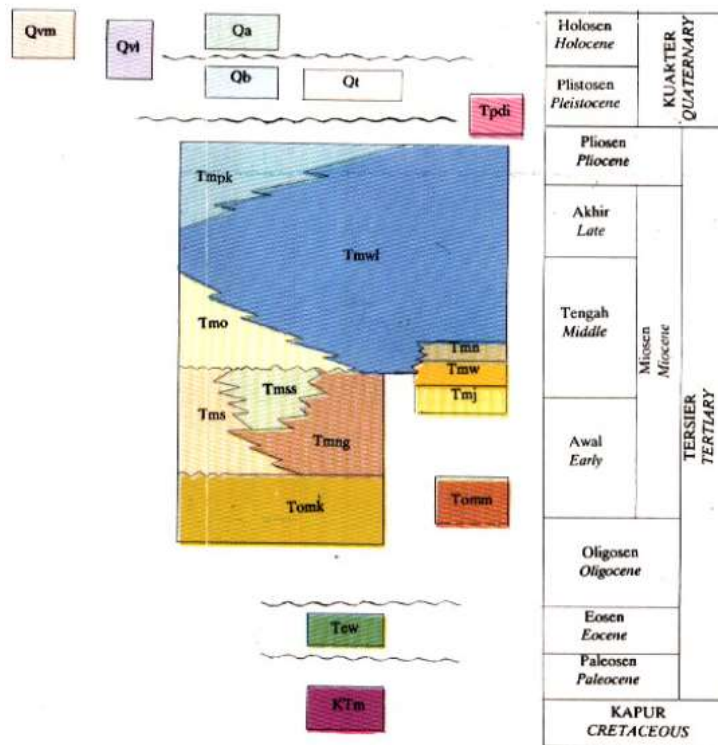 Qvm
Qvl
Qa
Qb
Qt
Tpdi
Tmpk
Tmwl
Tmo
Tmn
Tmw
Tmj
Tmss
Tms
Tmng
Tomk
Tomm
Tew
KTm
Holosen
Holocene
Plistosen
Pleistocene
KUARTER
QUATERNARY
Pliosen
Pliocene
Akhir
Late
Tengah
Middle
Awal
Early
Miosen
Miocene
Oligosen
Oligocene
Eosen
Eocene
Paleosen
Paleocene
TERSIER
TERTIARY
KAPUR
CRETACEOUS